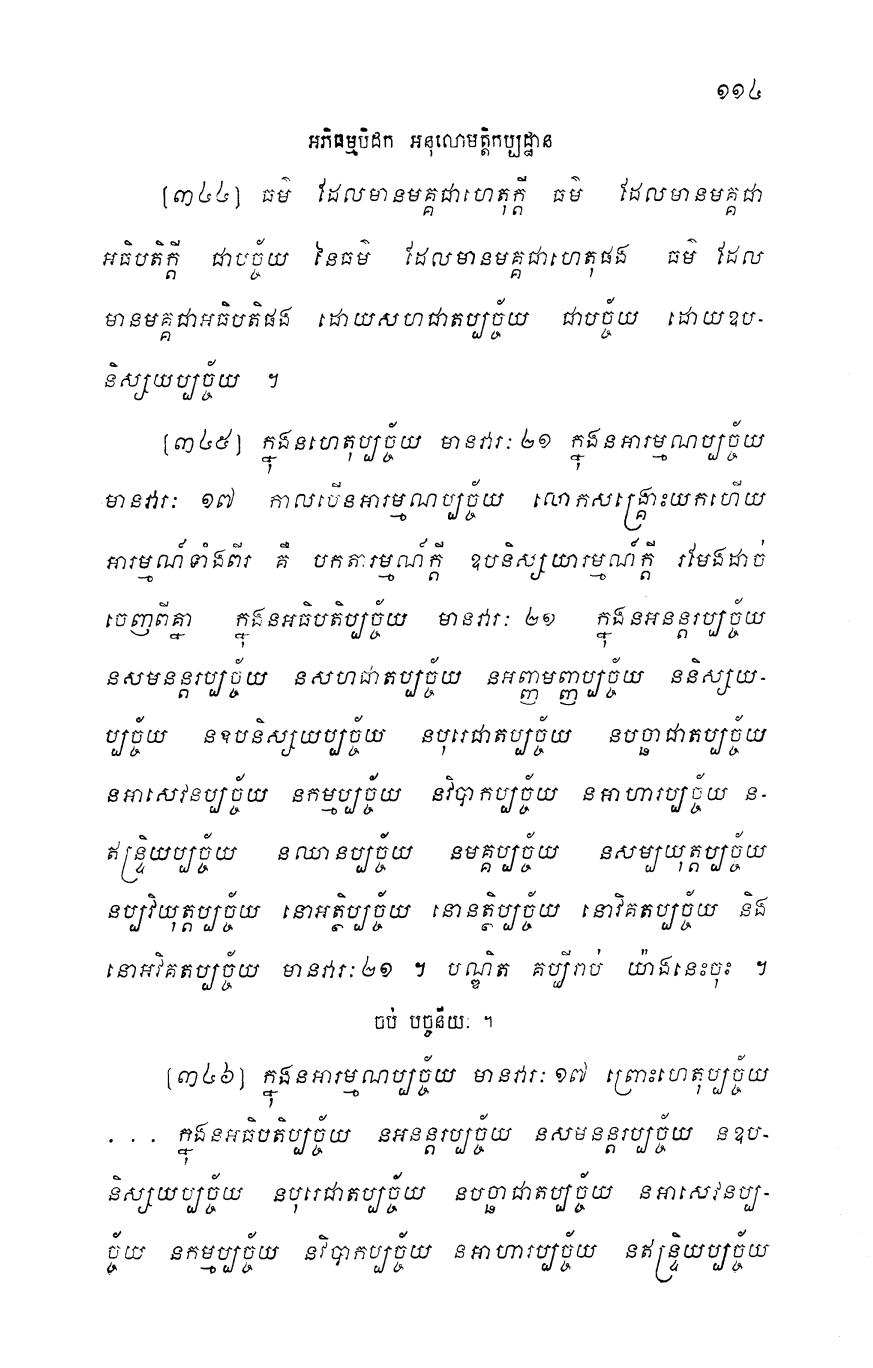 ១១៤
អភិធម្មបិដក អនុលោមត្តិកប្បដ្ឋាន
[៣៤៤] ធម៌ ដែលមានមគ្គជាហេតុក្តី ធម៌ ដែលមានមគ្គជា
អធិបតិក្តី ជាបច្ច័យ នៃធម៌ ដែលមានមគ្គជាហេតុផង ធម៌ ដែល
មានមគ្គជាអធិបតិផង ដោយសហជាតប្បច្ច័យ ជាបច្ច័យ ដោយឧប-
និស្សយប្បច្ច័យ ។
[៣៤៥] ក្នុងនហេតុប្បច្ច័យ មានវារៈ ២១ ក្នុងនអារម្មណប្បច្ច័យ
មានវារៈ ១៧ កាលបើនអារម្មណប្បច្ច័យ លោកសង្គ្រោះយកហើយ
អារម្មណ៍ទាំងពីរ គឺ បកតារម្មណ៍ក្តី ឧបនិស្សយារម្មណ៍ក្តី រមែងដាច់
ចេញពីគ្នា ក្នុងនអធិបតិប្បច្ច័យ មានវារៈ ២១ ក្នុងនអនន្តរប្បច្ច័យ
នសមនន្តរប្បច្ច័យ នសហជាតប្បច្ច័យ នអញ្ញមញ្ញប្បច្ច័យ ននិស្សយ-
ប្បច្ច័យ នឧបនិស្សយប្បច្ច័យ នបុរេជាតប្បច្ច័យ នបច្ឆាជាតប្បច្ច័យ
នអាសេវនប្បច្ច័យ នកម្មប្បច្ច័យ នវិបាកប្បច្ច័យ នអាហារប្បច្ច័យ ន-
ឥន្ទ្រិយប្បច្ច័យ នឈានប្បច្ច័យ នមគ្គប្បច្ច័យ នសម្បយុត្តប្បច្ច័យ
នប្បវិយុត្តប្បច្ច័យ នោអត្ថិប្បច្ច័យ នោនត្ថិប្បច្ច័យ នោវិគតប្បច្ច័យ និង
នោអវិគតប្បច្ច័យ មានវារៈ ២១ ។ បណ្ឌិត គប្បីរាប់ យ៉ាងនេះចុះ ។
ចប់ បច្ចនីយៈ ។
[៣៤៦] ក្នុងនអារម្មណប្បច្ច័យ មានវារៈ ១៧ ព្រោះហេតុប្បច្ច័យ
. . . ក្នុងនអធិបតិប្បច្ច័យ នអនន្តរប្បច្ច័យ នសមនន្តរប្បច្ច័យ នឧប-
និស្សយប្បច្ច័យ នបុរេជាតប្បច្ច័យ នបច្ឆាជាតប្បច្ច័យ នអាសេវនប្ប-
ច្ច័យ នកម្មប្បច្ច័យ នវិបាកប្បច្ច័យ នអាហារប្បច្ច័យ នឥន្ទ្រិយប្បច្ច័យ